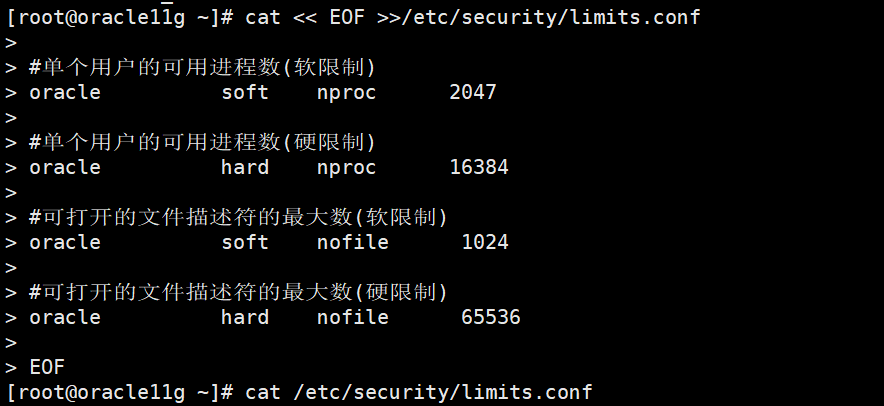 [root@oracle11g ~]# cat << EOF >>/etc/security/limits.conf
>
> #单个用户的可用进程数(软限制)
> oracle          soft    nproc      2047
>
> #单个用户的可用进程数(硬限制)
> oracle          hard    nproc      16384
>
> #可打开的文件描述符的最大数(软限制)
> oracle          soft    nofile      1024
>
> #可打开的文件描述符的最大数(硬限制)
> oracle          hard    nofile      65536
>
> EOF
[root@oracle11g ~]# cat /etc/security/limits.conf